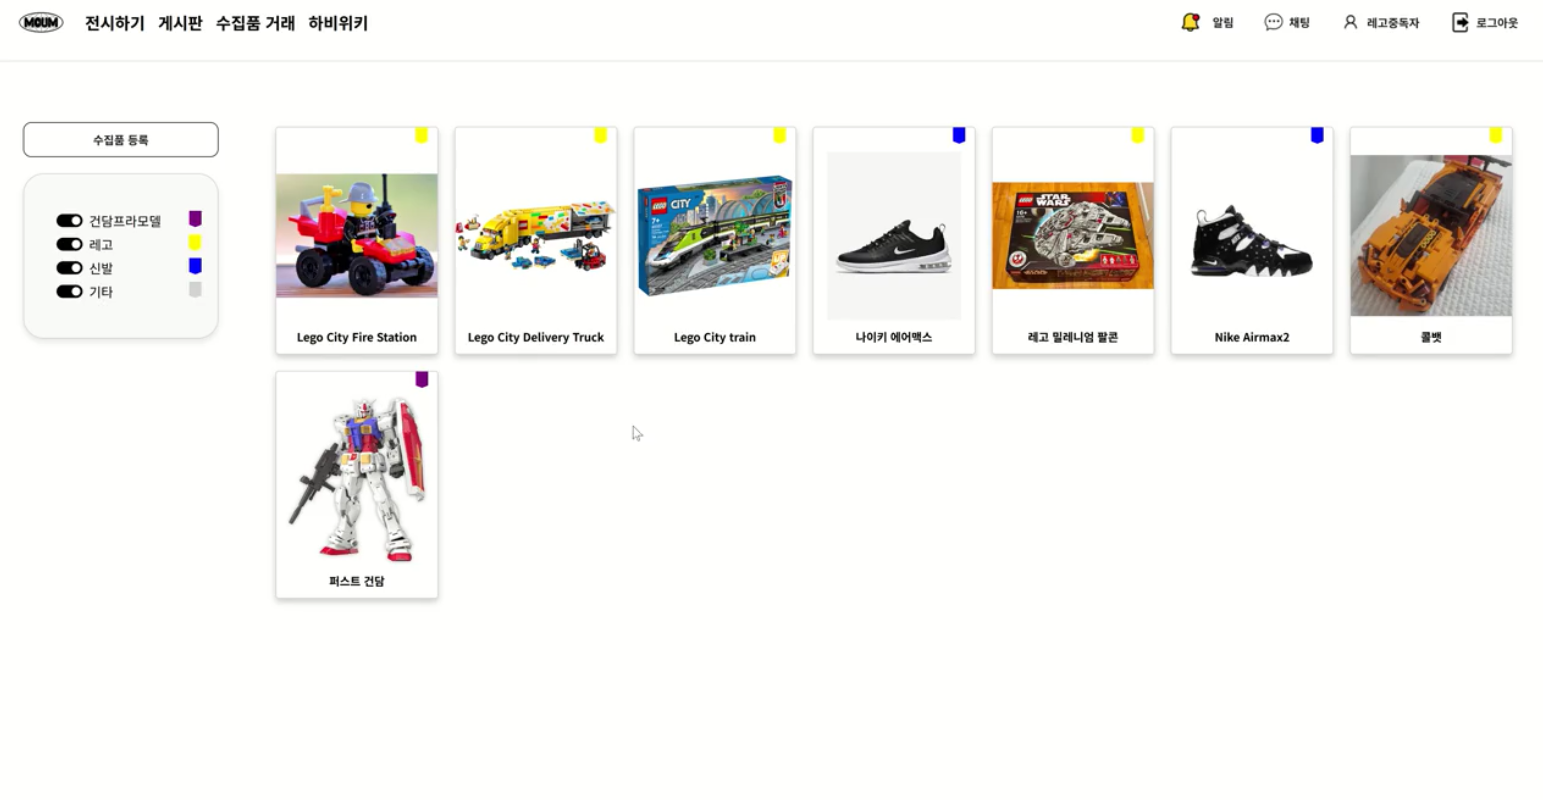 MOUM 전시하기 게시판 수집품 거래 하비위키 알림 채팅 레고중독자 로그아웃
수집품 등록
건담프라모델
레고
신발
기타
LEGO CITY
7+
LEGO STAR WARS
Lego City Fire Station
Lego City Delivery Truck
Lego City train
나이키 에어맥스
레고 밀레니엄 팔콘
Nike Airmax2
콜뱃
퍼스트 건담